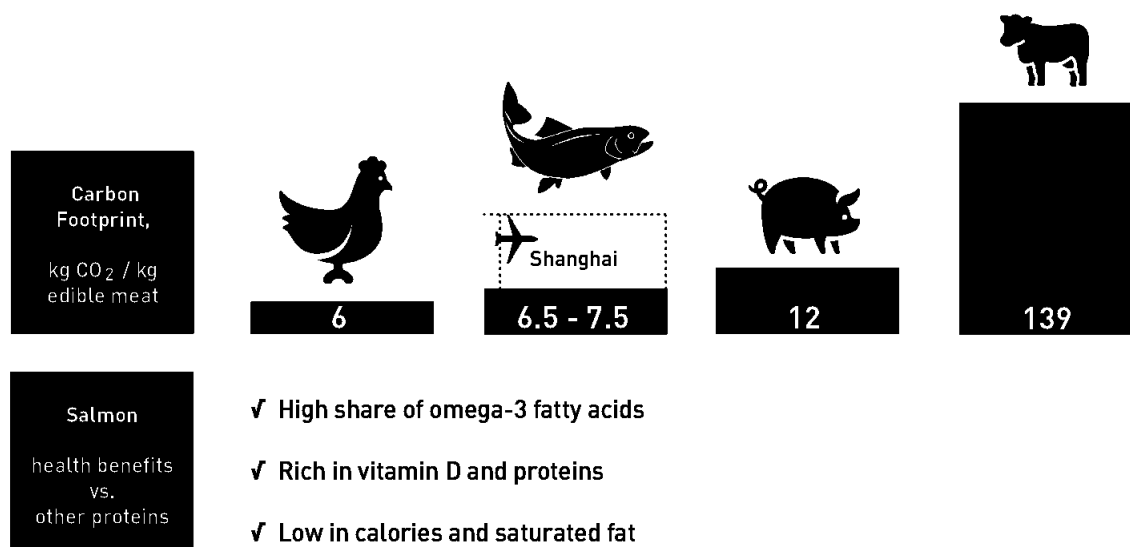 Carbon
Footprint,
kg CO₂ / kg
edible meat
Shanghai
6
6.5 - 7.5
12
139
Salmon
health benefits
vs.
other proteins
√ High share of omega-3 fatty acids
√ Rich in vitamin D and proteins
√ Low in calories and saturated fat